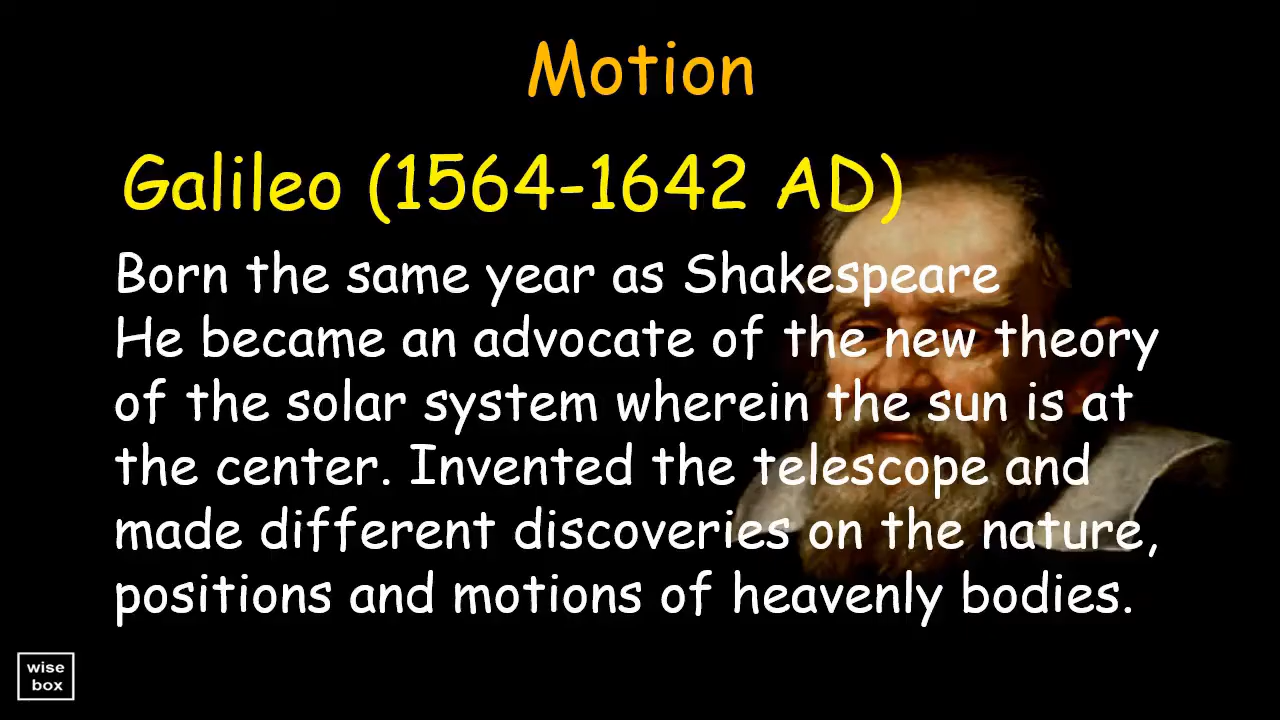 Motion
Galileo (1564-1642 AD)
Born the same year as Shakespeare
He became an advocate of the new theory
of the solar system wherein the sun is at
the center. Invented the telescope and
made different discoveries on the nature,
positions and motions of heavenly bodies.
wise
box